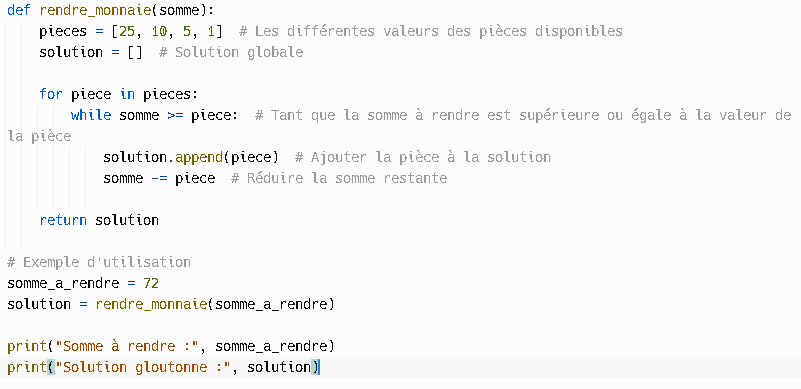 def rendre_monnaie(somme):
    pieces = [25, 10, 5, 1]  # Les différentes valeurs des pièces disponibles
    solution = []  # Solution globale

    for piece in pieces:
        while somme >= piece:  # Tant que la somme à rendre est supérieure ou égale à la valeur de
la pièce
            solution.append(piece)  # Ajouter la pièce à la solution
            somme -= piece  # Réduire la somme restante

    return solution

# Exemple d'utilisation
somme_a_rendre = 72
solution = rendre_monnaie(somme_a_rendre)

print("Somme à rendre :", somme_a_rendre)
print("Solution gloutonne :", solution)